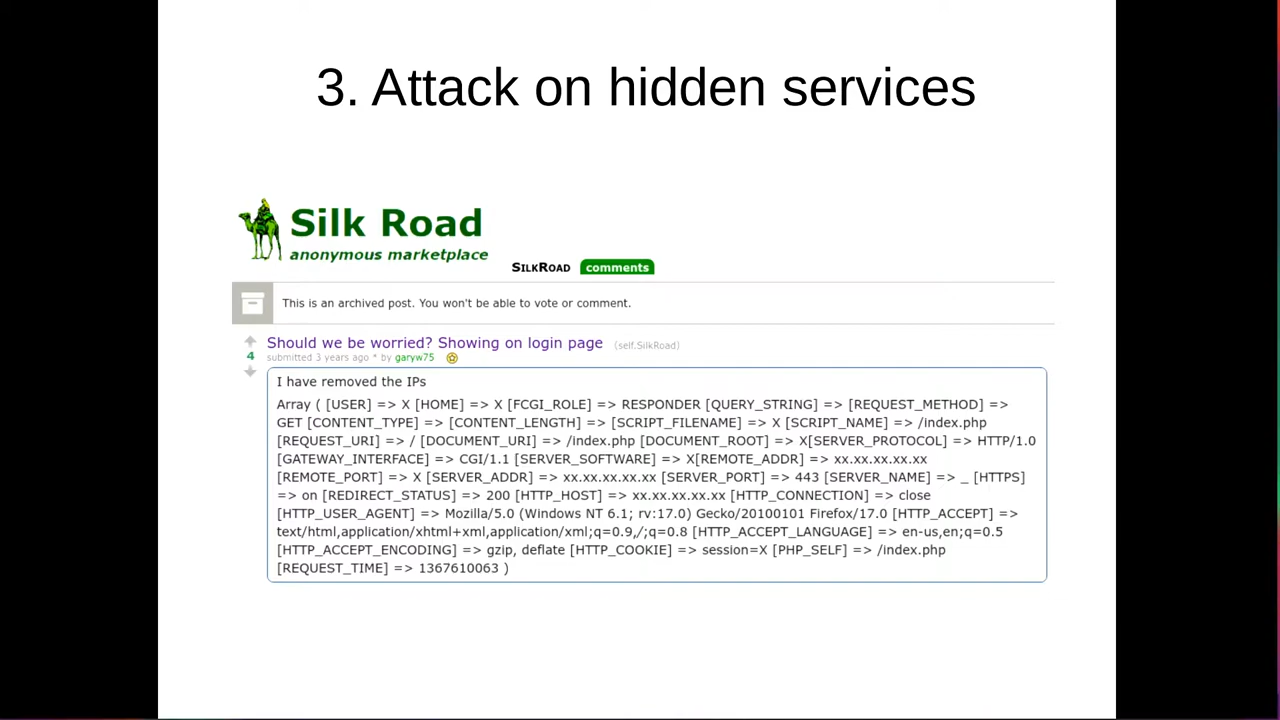 3. Attack on hidden services
Silk Road
anonymous marketplace
SILKROAD comments
This is an archived post. You won't be able to vote or comment.
Should we be worried? Showing on login page (self.SilkRoad)
4 submitted 3 years ago * by garyw75
I have removed the IPs
Array ( [USER] => X [HOME] => X [FCGI_ROLE] => RESPONDER [QUERY_STRING] => [REQUEST_METHOD] =>
GET [CONTENT_TYPE] => [CONTENT_LENGTH] => [SCRIPT_FILENAME] => X [SCRIPT_NAME] => /index.php
[REQUEST_URI] => / [DOCUMENT_URI] => /index.php [DOCUMENT_ROOT] => X[SERVER_PROTOCOL] => HTTP/1.0
[GATEWAY_INTERFACE] => CGI/1.1 [SERVER_SOFTWARE] => X[REMOTE_ADDR] => xx.xx.xx.xx.xx
[REMOTE_PORT] => X [SERVER_ADDR] => xx.xx.xx.xx.xx [SERVER_PORT] => 443 [SERVER_NAME] => _ [HTTPS]
=> on [REDIRECT_STATUS] => 200 [HTTP_HOST] => xx.xx.xx.xx.xx [HTTP_CONNECTION] => close
[HTTP_USER_AGENT] => Mozilla/5.0 (Windows NT 6.1; rv:17.0) Gecko/20100101 Firefox/17.0 [HTTP_ACCEPT] =>
text/html,application/xhtml+xml,application/xml;q=0.9,/;q=0.8 [HTTP_ACCEPT_LANGUAGE] => en-us,en;q=0.5
[HTTP_ACCEPT_ENCODING] => gzip, deflate [HTTP_COOKIE] => session=X [PHP_SELF] => /index.php
[REQUEST_TIME] => 1367610063 )